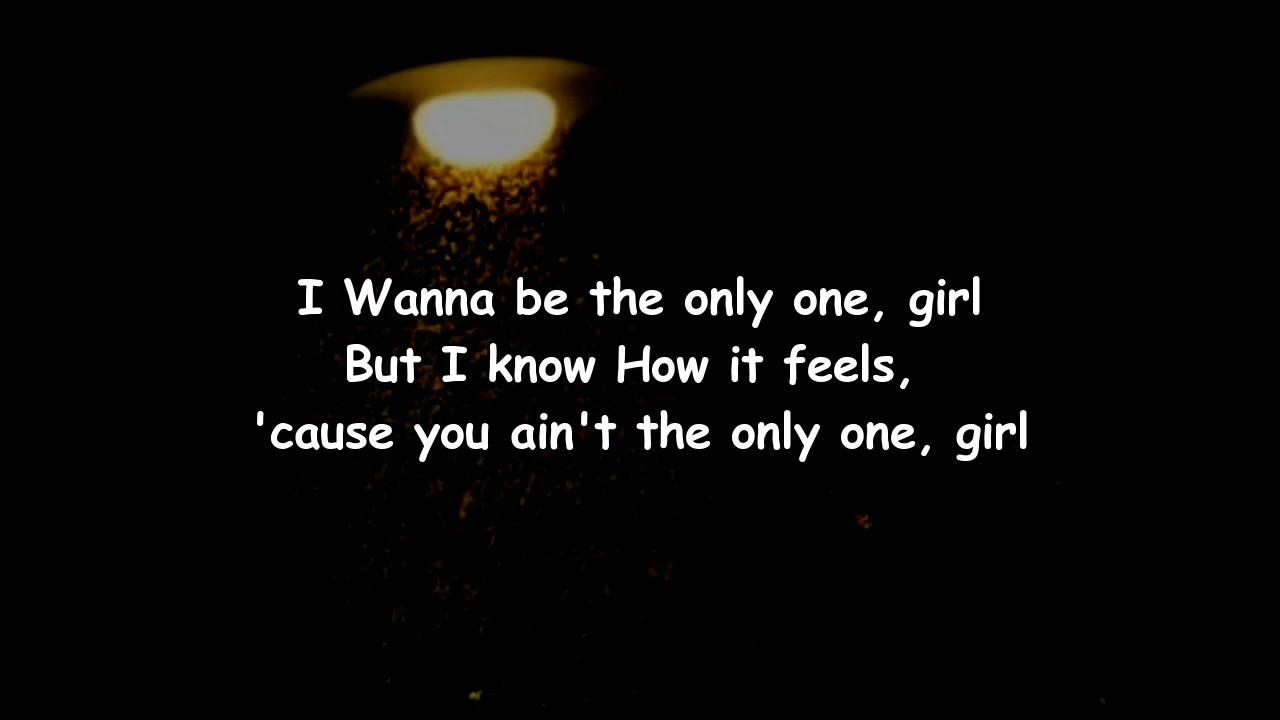 I Wanna be the only one, girl
But I know How it feels,
'cause you ain't the only one, girl